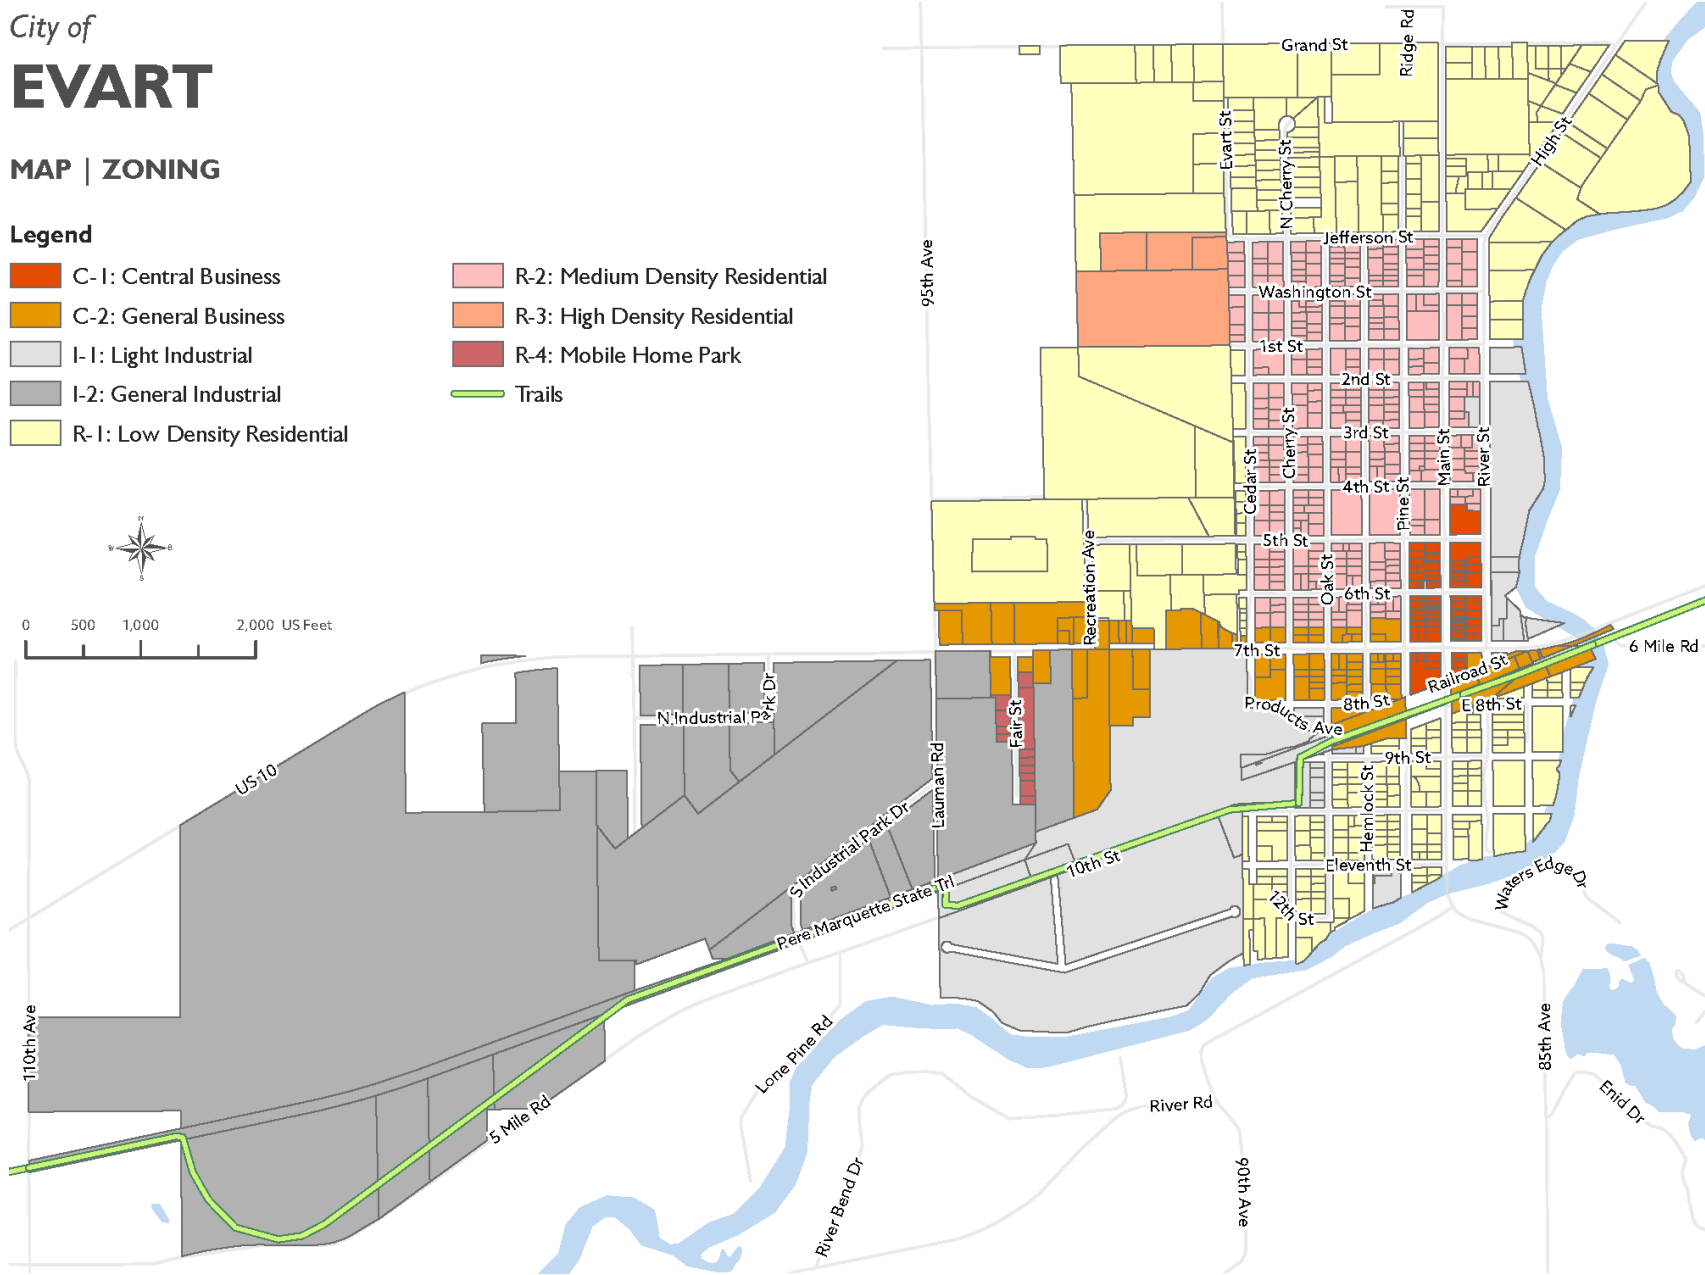 City of
EVART
MAP | ZONING
Legend
C-1: Central Business
C-2: General Business
I-1: Light Industrial
I-2: General Industrial
R-1: Low Density Residential
R-2: Medium Density Residential
R-3: High Density Residential
R-4: Mobile Home Park
Trails
N
S
0 500 1,000 2,000 US Feet
Grand St
Ridge Rd
High St
Evart St
N Cherry St
Jefferson St
95th Ave
Washington St
1st St
2nd St
3rd St
Cherry St
Main St
River St
Cedar St
4th St
Pine St
5th St
Recreation Ave
Oak St
6th St
7th St
6 Mile Rd
Railroad St
8th St
E 8th St
Products Ave
9th St
N Industrial Park Dr
Fair St
US 10
Lauman Rd
Hemlock St
S Industrial Park Dr
10th St
Eleventh St
Waters Edge Dr
12th St
Pere Marquette State Trl
110th Ave
Lone Pine Rd
85th Ave
5 Mile Rd
River Rd
Enid Dr
River Bend Dr
90th Ave